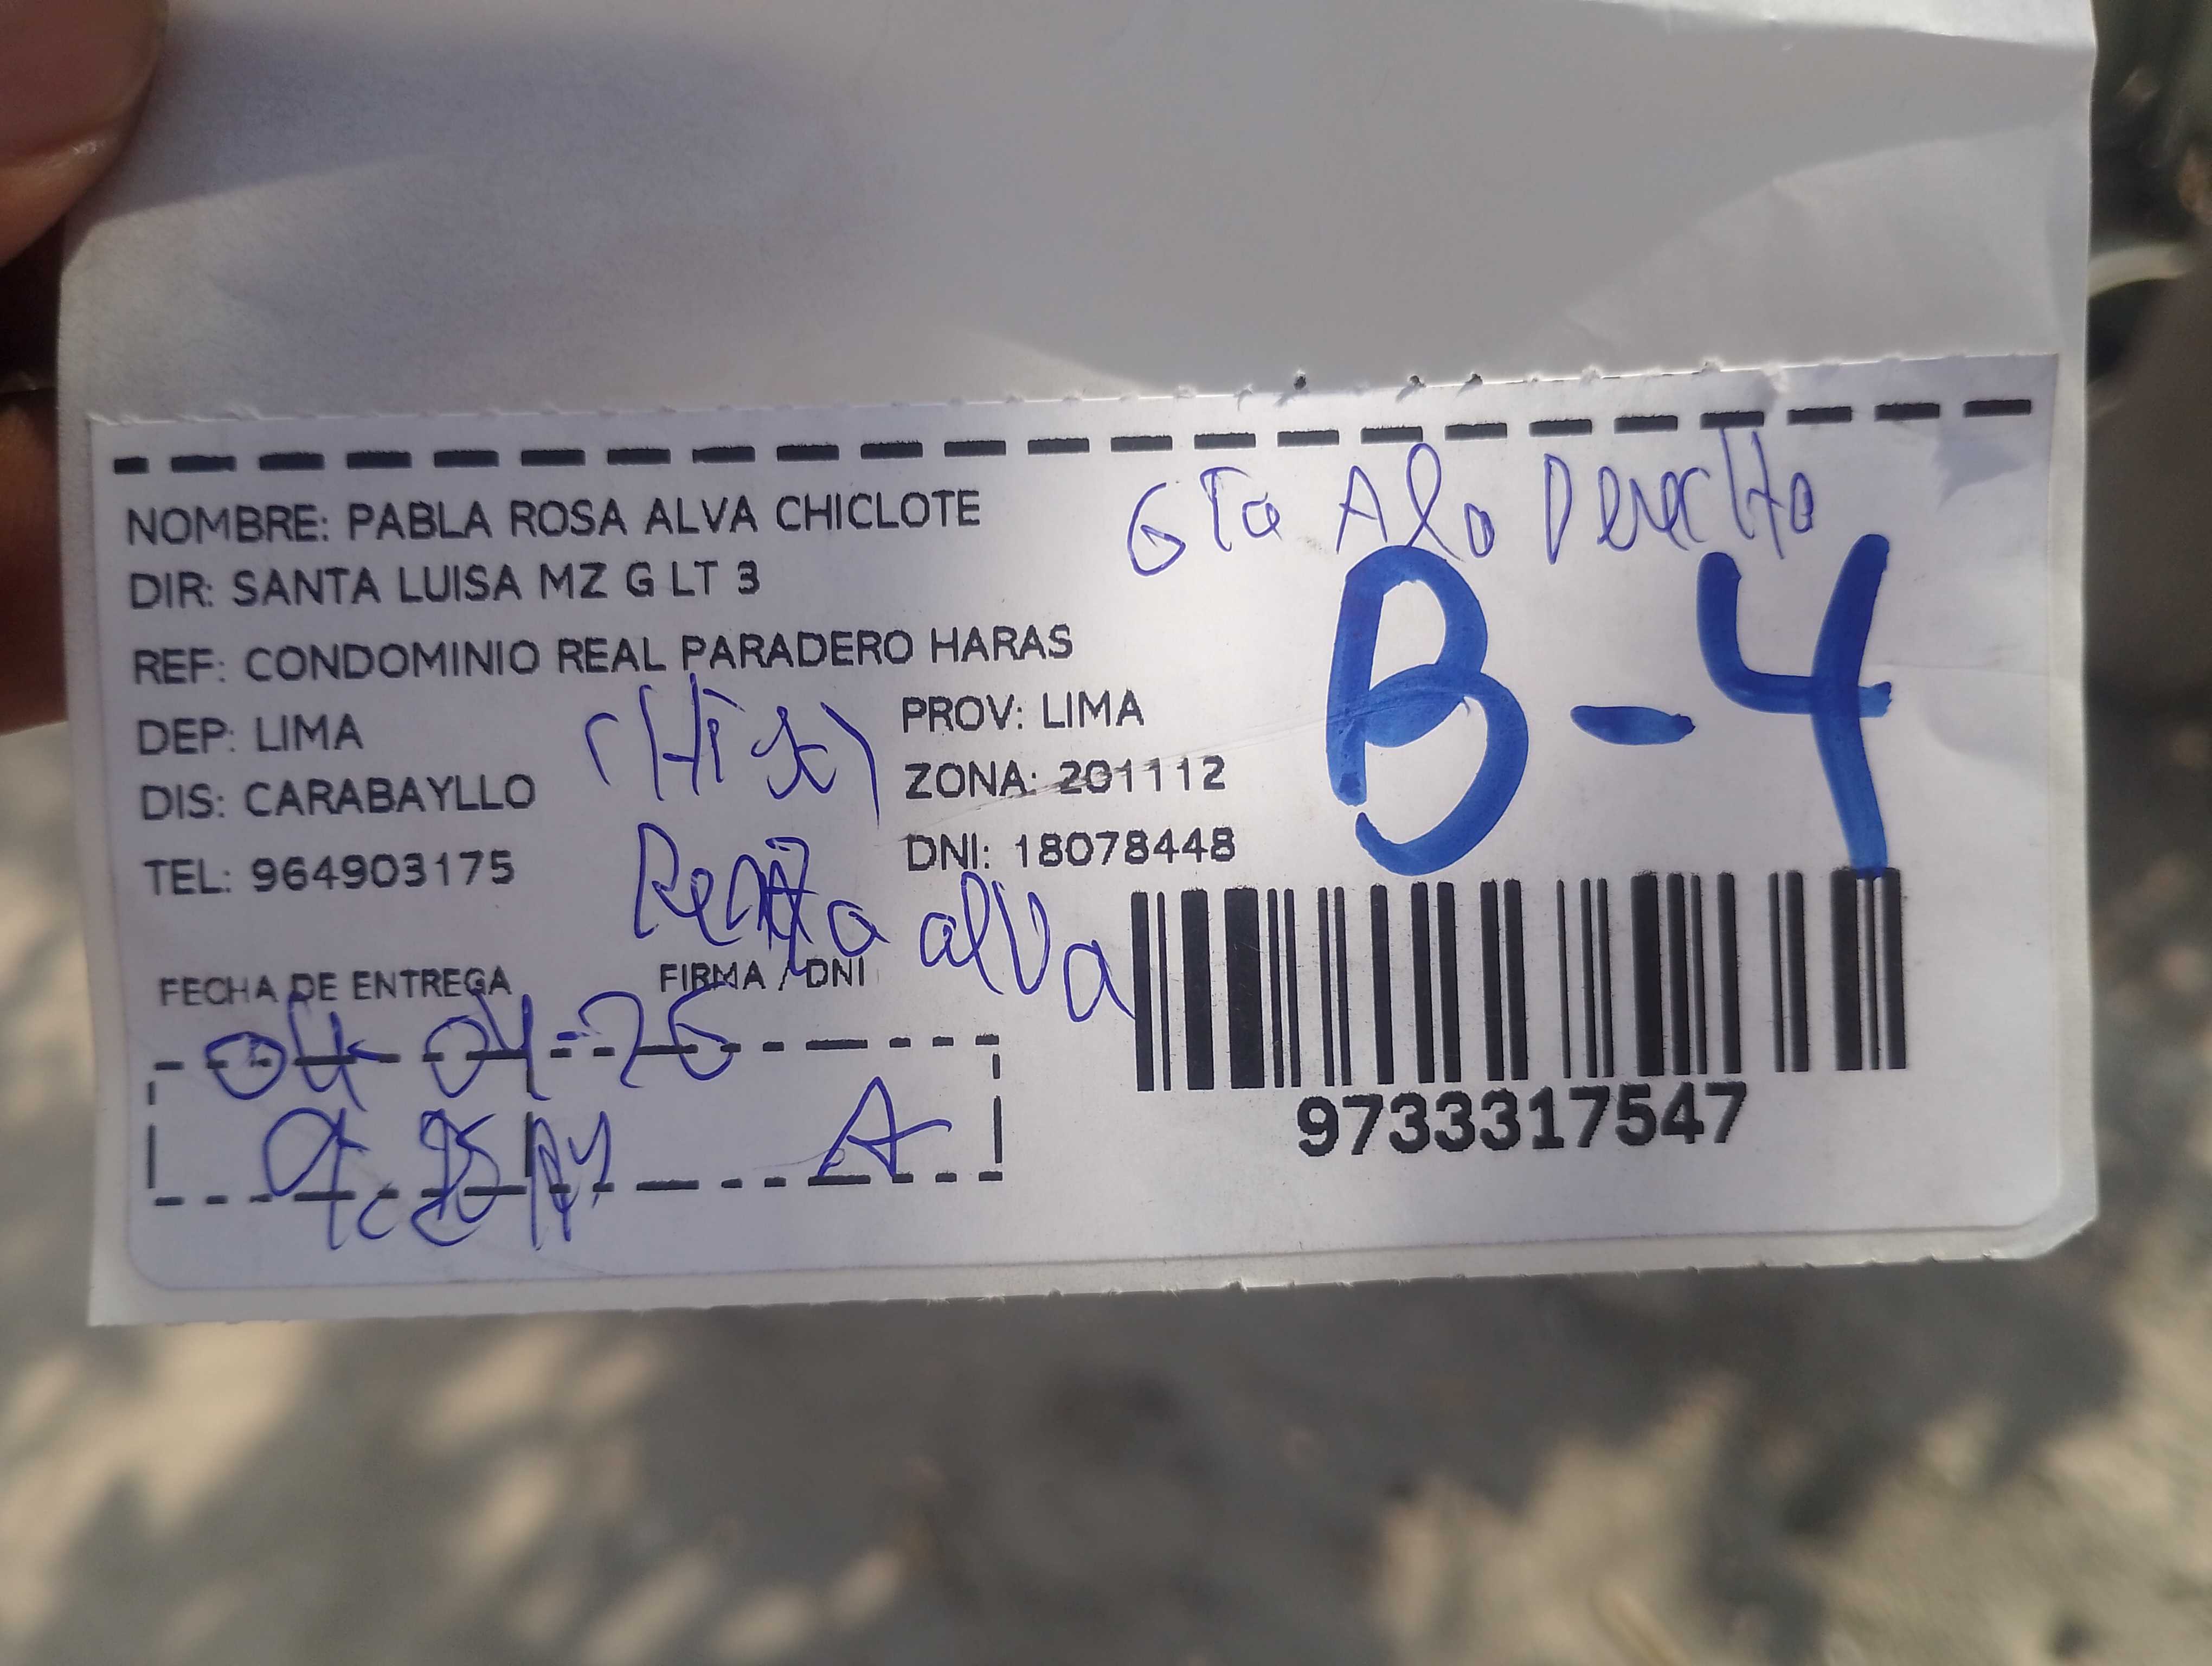 Gta Alo Derecho
NOMBRE: PABLA ROSA ALVA CHICLOTE
DIR: SANTA LUISA MZ G LT 3
B-4
REF: CONDOMINIO REAL PARADERO HARAS
DEP: LIMA PROV: LIMA
DIS: CARABAYLLO ZONA: 201112
TEL: 964903175 DNI: 18078448
alva
FECHA DE ENTREGA FIRMA / DNI
04-04-26
9733317547